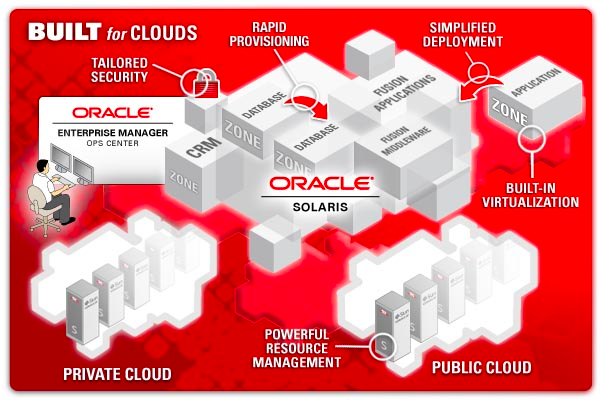 BUILT for CLOUDS
TAILORED
SECURITY
RAPID
PROVISIONING
SIMPLIFIED
DEPLOYMENT
ORACLE®
ENTERPRISE MANAGER
OPS CENTER
CRM
ZONE
DATABASE
ZONE
DATABASE
ZONE
FUSION
APPLICATIONS
FUSION
MIDDLEWARE
APPLICATION
ZONE
BUILT-IN
VIRTUALIZATION
ORACLE®
SOLARIS
POWERFUL
RESOURCE
MANAGEMENT
PRIVATE CLOUD
PUBLIC CLOUD
Sun
S
Sun
S